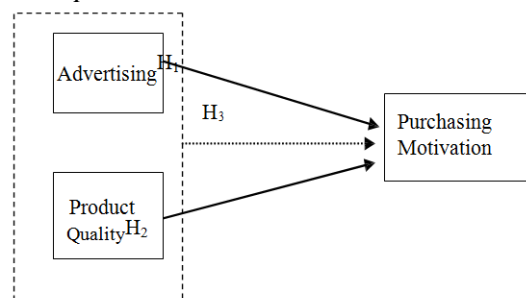 Advertising
H₁
H₃
Purchasing
Motivation
Product
Quality
H₂